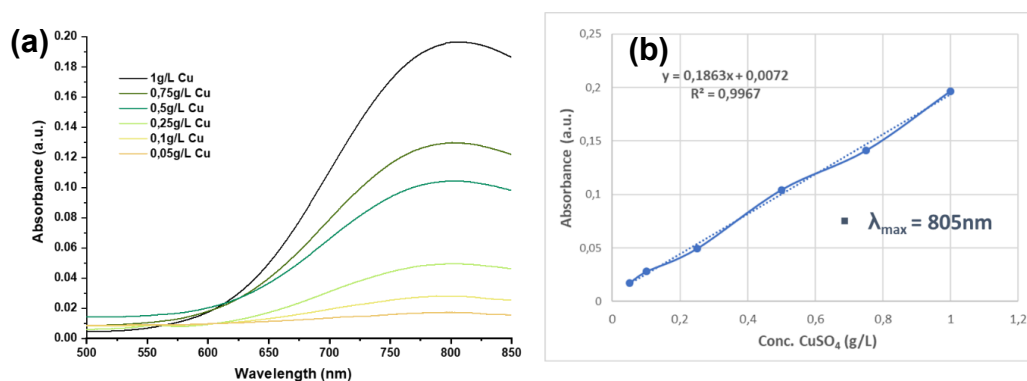 (a)
0.20
0.18
0.16
0.14
0.12
0.10
0.08
0.06
0.04
0.02
0.00
Absorbance (a.u.)
1g/L Cu
0,75g/L Cu
0,5g/L Cu
0,25g/L Cu
0,1g/L Cu
0,05g/L Cu
500 550 600 650 700 750 800 850
Wavelength (nm)
(b)
0,25
0,2
0,15
0,1
0,05
0
Absorbance (a.u.)
y = 0,1863x + 0,0072
R² = 0,9967
λmax = 805nm
0 0,2 0,4 0,6 0,8 1 1,2
Conc. CuSO4 (g/L)